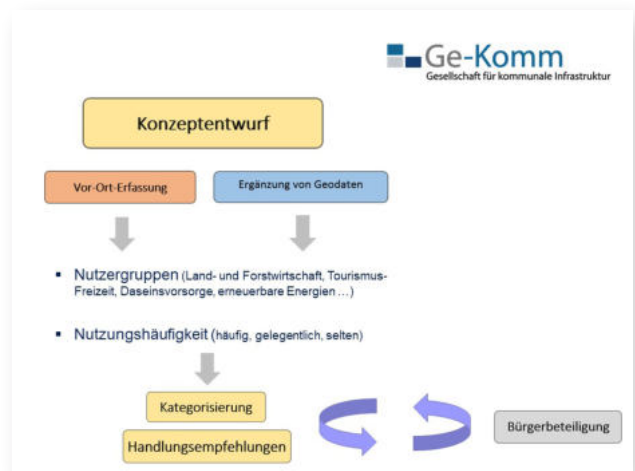 Ge-Komm
Gesellschaft für kommunale Infrastruktur
Konzeptentwurf
Vor-Ort-Erfassung
Ergänzung von Geodaten
▪ Nutzergruppen (Land- und Forstwirtschaft, Tourismus-
Freizeit, Daseinsvorsorge, erneuerbare Energien ...)
▪ Nutzungshäufigkeit (häufig, gelegentlich, selten)
Kategorisierung
Handlungsempfehlungen
Bürgerbeteiligung